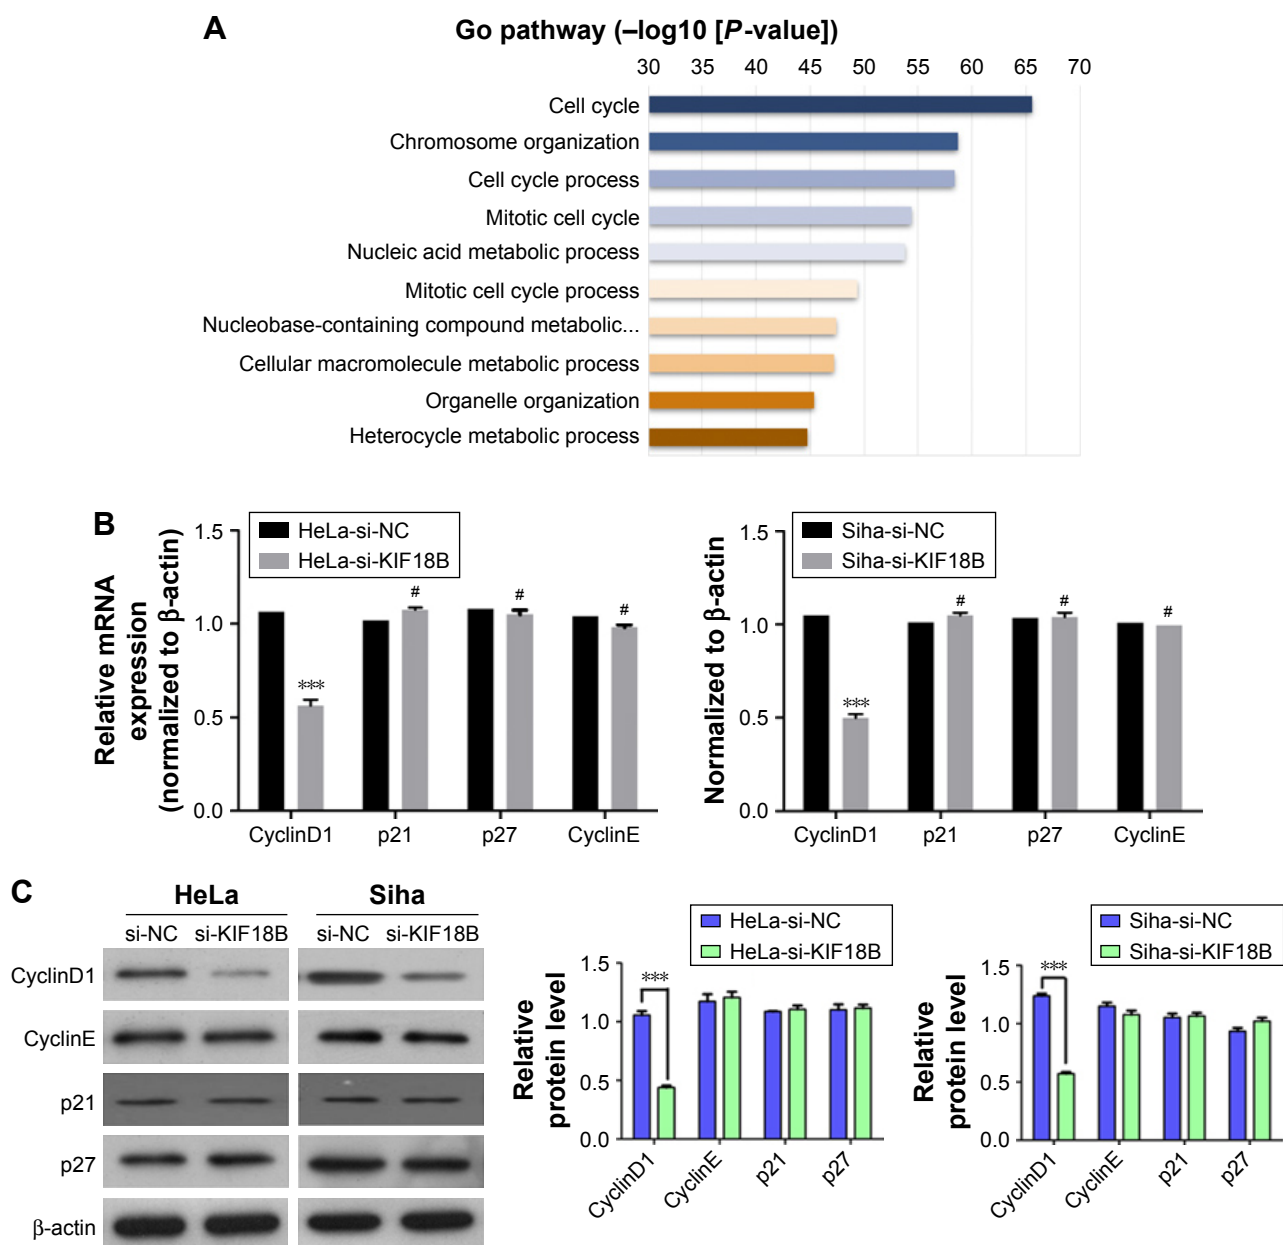 A
Go pathway (–log10 [P-value])
30 35 40 45 50 55 60 65 70
Cell cycle
Chromosome organization
Cell cycle process
Mitotic cell cycle
Nucleic acid metabolic process
Mitotic cell cycle process
Nucleobase-containing compound metabolic...
Cellular macromolecule metabolic process
Organelle organization
Heterocycle metabolic process
B
Relative mRNA
expression
(normalized to β-actin)
1.5
1.0
0.5
0.0
HeLa-si-NC
HeLa-si-KIF18B
***
#
#
#
CyclinD1 p21 p27 CyclinE
Normalized to β-actin
1.5
1.0
0.5
0.0
Siha-si-NC
Siha-si-KIF18B
***
#
#
#
CyclinD1 p21 p27 CyclinE
C
HeLa Siha
si-NC si-KIF18B si-NC si-KIF18B
CyclinD1
CyclinE
p21
p27
β-actin
Relative
protein level
1.5
1.0
0.5
0.0
HeLa-si-NC
HeLa-si-KIF18B
***
CyclinD1 CyclinE p21 p27
Relative
protein level
1.5
1.0
0.5
0.0
Siha-si-NC
Siha-si-KIF18B
***
CyclinD1 CyclinE p21 p27